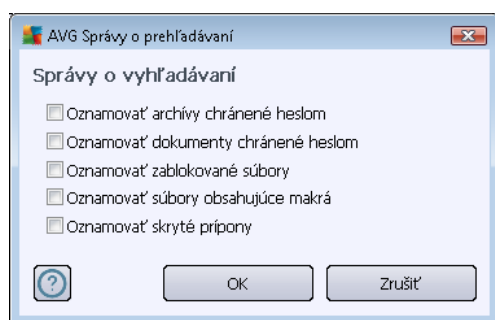 AVG Správy o prehľadávaní
Správy o vyhľadávaní
Oznamovať archívy chránené heslom
Oznamovať dokumenty chránené heslom
Oznamovať zablokované súbory
Oznamovať súbory obsahujúce makrá
Oznamovať skryté prípony
?
OK
Zrušiť